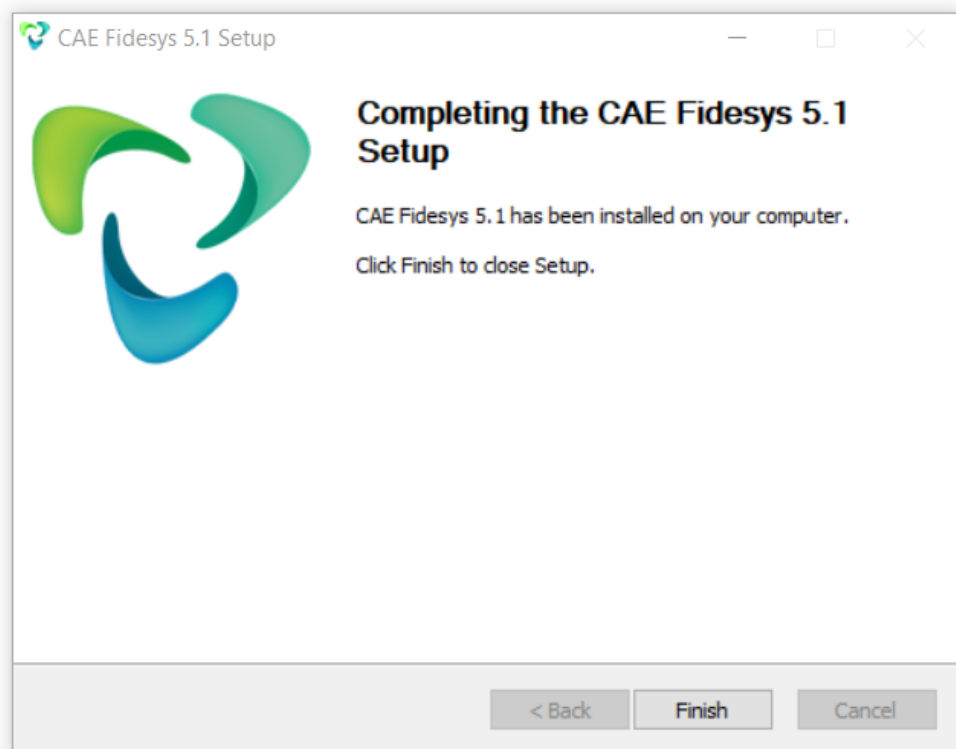 CAE Fidesys 5.1 Setup
Completing the CAE Fidesys 5.1
Setup
CAE Fidesys 5.1 has been installed on your computer.
Click Finish to close Setup.
< Back
Finish
Cancel